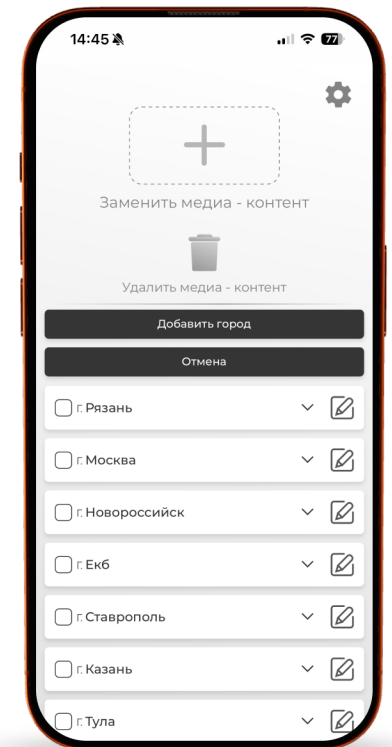 14:45
77
Заменить медиа - контент
Удалить медиа - контент
Добавить город
Отмена
г. Рязань
г. Москва
г. Новороссийск
г. Екб
г. Ставрополь
г. Казань
г. Тула